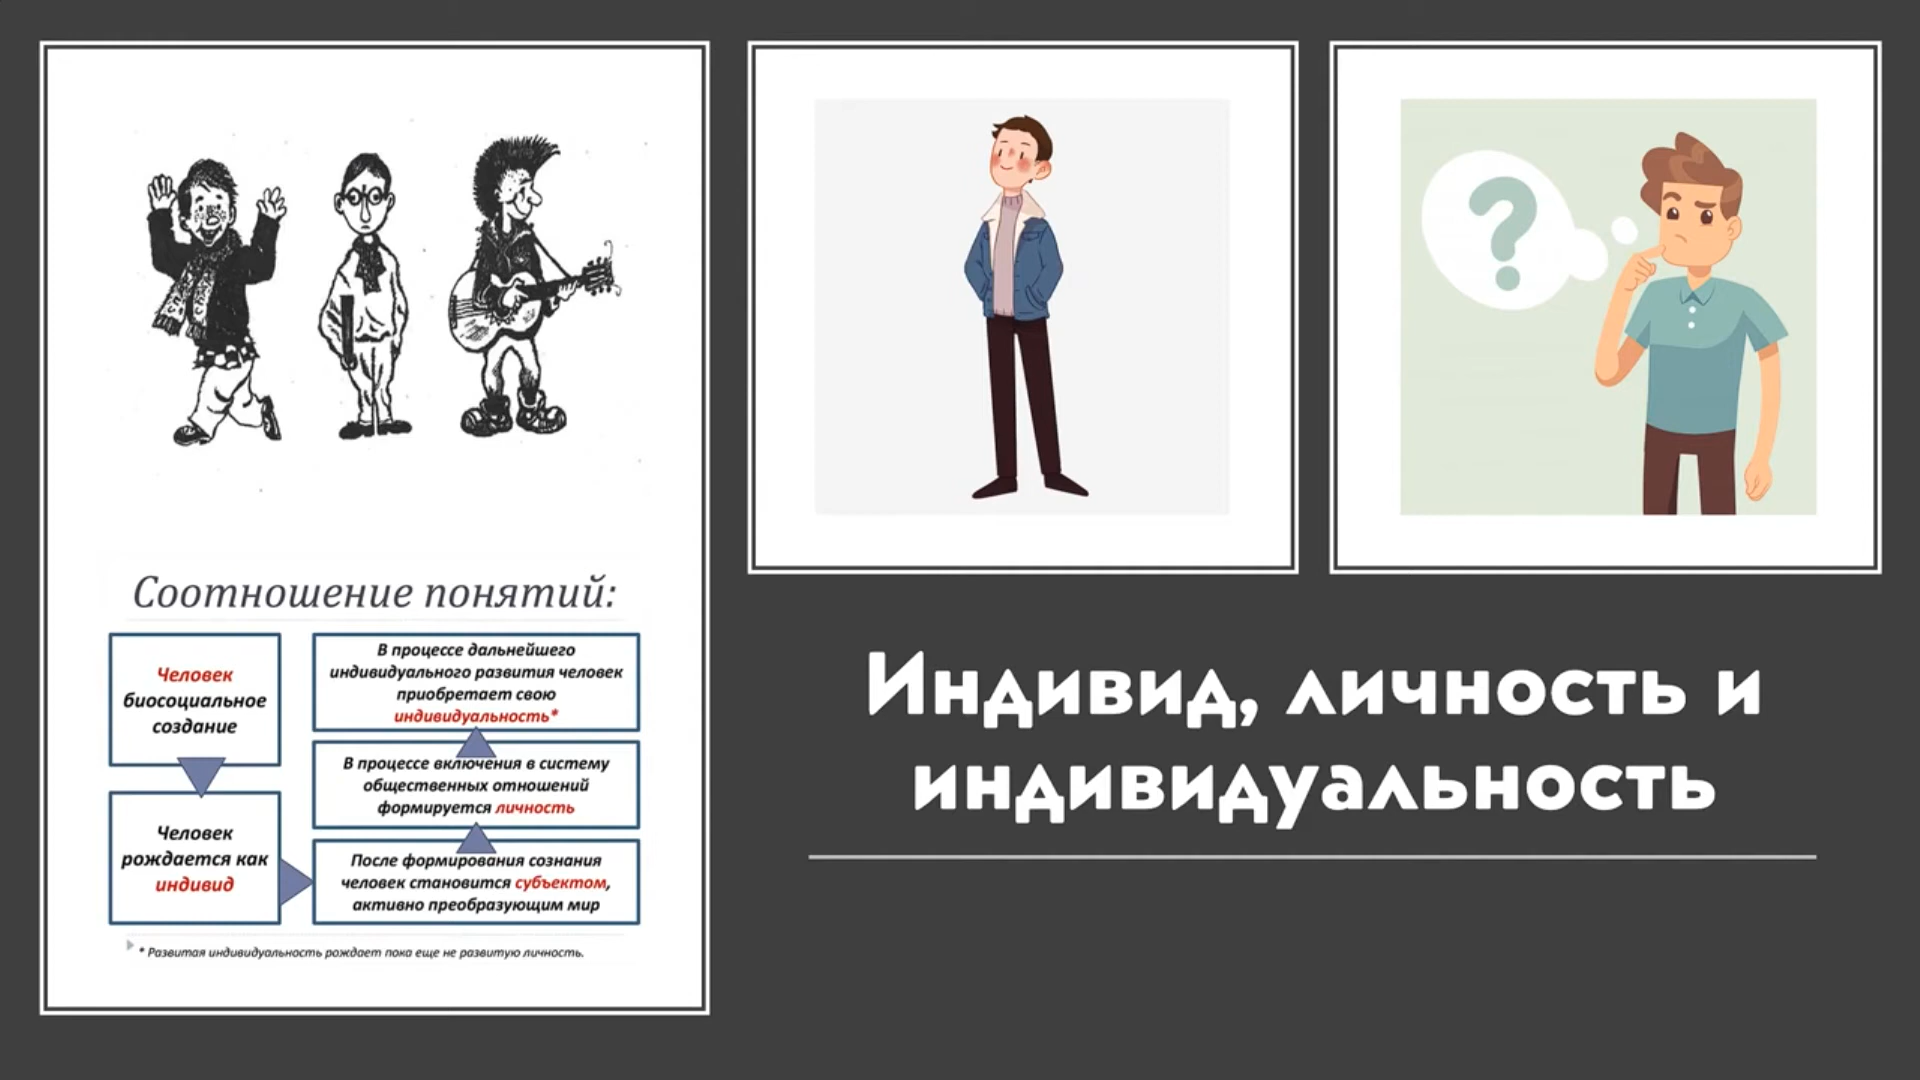 Соотношение понятий:
Человек
биосоциальное
создание
Человек
рождается как
индивид
После формирования сознания
человек становится субъектом,
активно преобразующим мир
В процессе включения в систему
общественных отношений
формируется личность
В процессе дальнейшего
индивидуального развития человек
приобретает свою
индивидуальность*
* Развитая индивидуальность рождает пока еще не развитую личность.
?
Индивид, личность и
индивидуальность